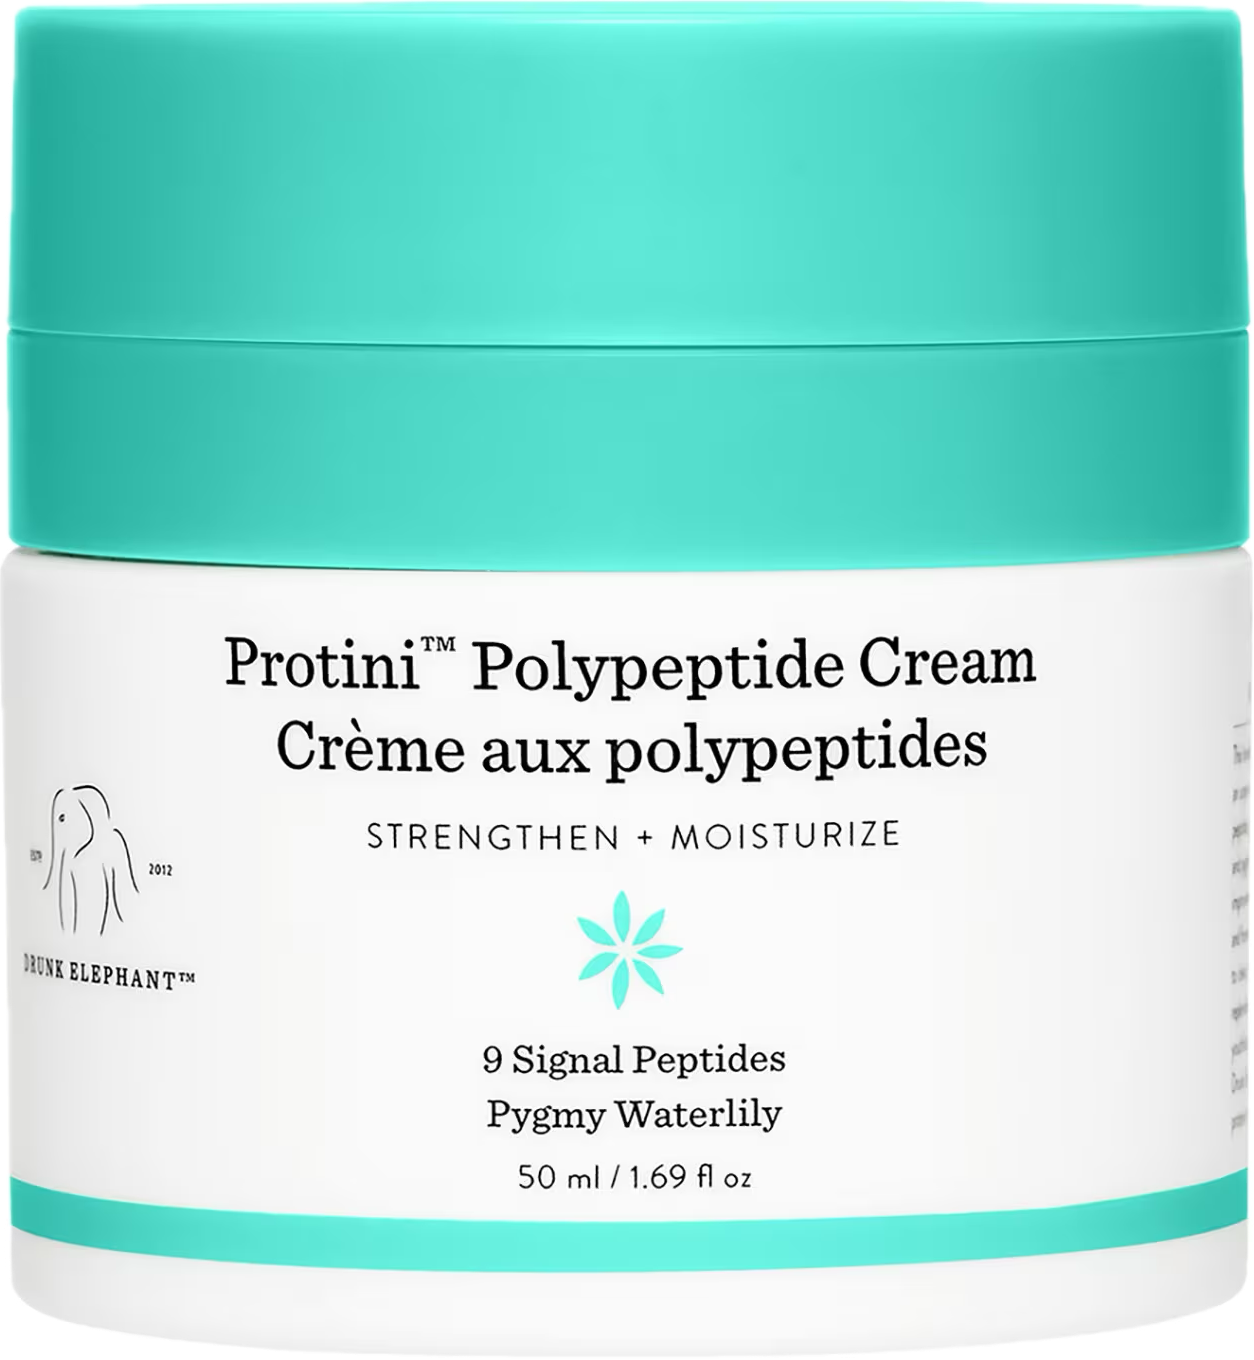 Protini™ Polypeptide Cream
Crème aux polypeptides
STRENGTHEN + MOISTURIZE
ESTD 2012
DRUNK ELEPHANT™
9 Signal Peptides
Pygmy Waterlily
50 ml / 1.69 fl oz